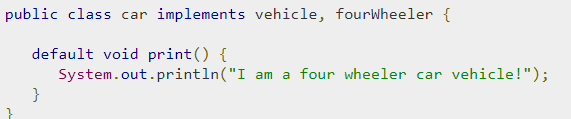 public class car implements vehicle, fourWheeler {
default void print() {
System.out.println("I am a four wheeler car vehicle!");
}
}